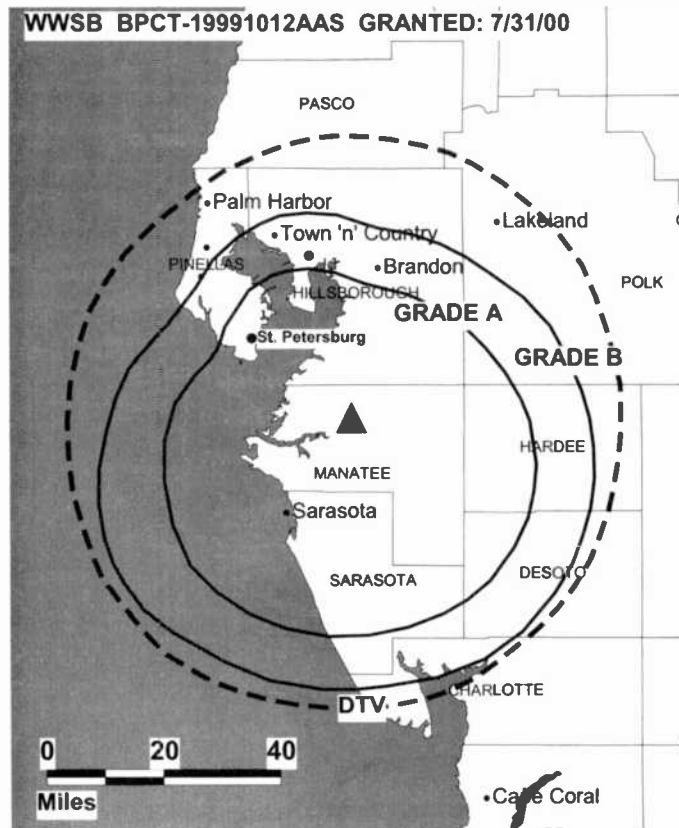 WWSB BPCT-19991012AAS GRANTED: 7/31/00
PASCO
Palm Harbor
Lakeland
Town 'n' Country
PINELLAS
Brandon
POLK
HILLSBOROUGH
GRADE A
St. Petersburg
GRADE B
HARDEE
MANATEE
Sarasota
SARASOTA
DESOTO
CHARLOTTE
DTV
0 20 40
Miles
Cape Coral